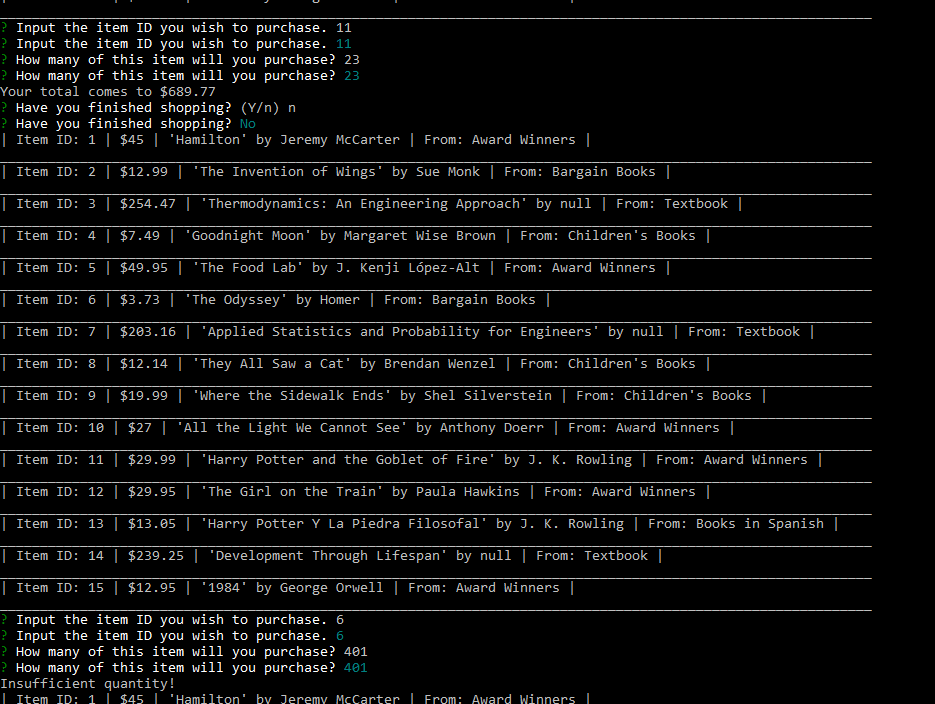 ? Input the item ID you wish to purchase. 11
? Input the item ID you wish to purchase. 11
? How many of this item will you purchase? 23
? How many of this item will you purchase? 23
Your total comes to $689.77
? Have you finished shopping? (Y/n) n
? Have you finished shopping? No
| Item ID: 1 | $45 | 'Hamilton' by Jeremy McCarter | From: Award Winners |
| Item ID: 2 | $12.99 | 'The Invention of Wings' by Sue Monk | From: Bargain Books |
| Item ID: 3 | $254.47 | 'Thermodynamics: An Engineering Approach' by null | From: Textbook |
| Item ID: 4 | $7.49 | 'Goodnight Moon' by Margaret Wise Brown | From: Children's Books |
| Item ID: 5 | $49.95 | 'The Food Lab' by J. Kenji López-Alt | From: Award Winners |
| Item ID: 6 | $3.73 | 'The Odyssey' by Homer | From: Bargain Books |
| Item ID: 7 | $203.16 | 'Applied Statistics and Probability for Engineers' by null | From: Textbook |
| Item ID: 8 | $12.14 | 'They All Saw a Cat' by Brendan Wenzel | From: Children's Books |
| Item ID: 9 | $19.99 | 'Where the Sidewalk Ends' by Shel Silverstein | From: Children's Books |
| Item ID: 10 | $27 | 'All the Light We Cannot See' by Anthony Doerr | From: Award Winners |
| Item ID: 11 | $29.99 | 'Harry Potter and the Goblet of Fire' by J. K. Rowling | From: Award Winners |
| Item ID: 12 | $29.95 | 'The Girl on the Train' by Paula Hawkins | From: Award Winners |
| Item ID: 13 | $13.05 | 'Harry Potter Y La Piedra Filosofal' by J. K. Rowling | From: Books in Spanish |
| Item ID: 14 | $239.25 | 'Development Through Lifespan' by null | From: Textbook |
| Item ID: 15 | $12.95 | '1984' by George Orwell | From: Award Winners |
? Input the item ID you wish to purchase. 6
? Input the item ID you wish to purchase. 6
? How many of this item will you purchase? 401
? How many of this item will you purchase? 401
Insufficient quantity!
| Item ID: 1 | $45 | 'Hamilton' by Jeremy McCarter | From: Award Winners |